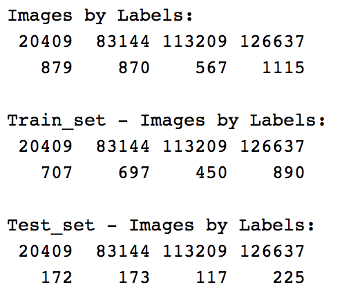 Images by Labels:
20409 83144 113209 126637
879 870 567 1115
Train_set - Images by Labels:
20409 83144 113209 126637
707 697 450 890
Test_set - Images by Labels:
20409 83144 113209 126637
172 173 117 225